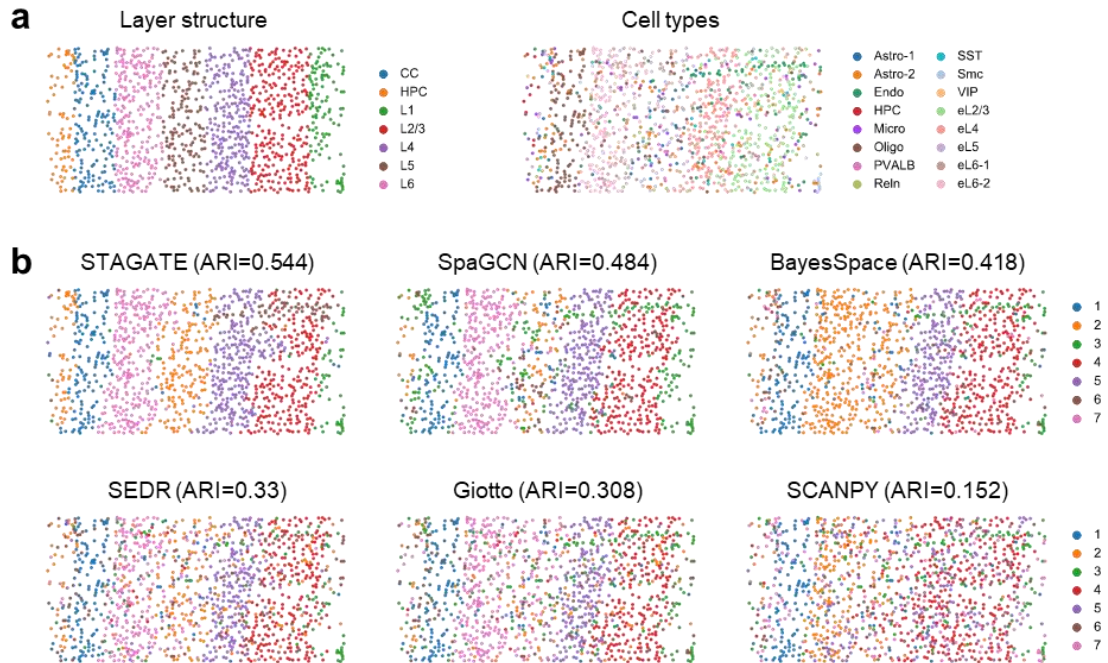 a
Layer structure
Cell types
CC
HPC
L1
L2/3
L4
L5
L6
Astro-1
Astro-2
Endo
HPC
Micro
Oligo
PVALB
Reln
SST
Smc
VIP
eL2/3
eL4
eL5
eL6-1
eL6-2
b
STAGATE (ARI=0.544)
SpaGCN (ARI=0.484)
BayesSpace (ARI=0.418)
1
2
3
4
5
6
7
SEDR (ARI=0.33)
Giotto (ARI=0.308)
SCANPY (ARI=0.152)
1
2
3
4
5
6
7